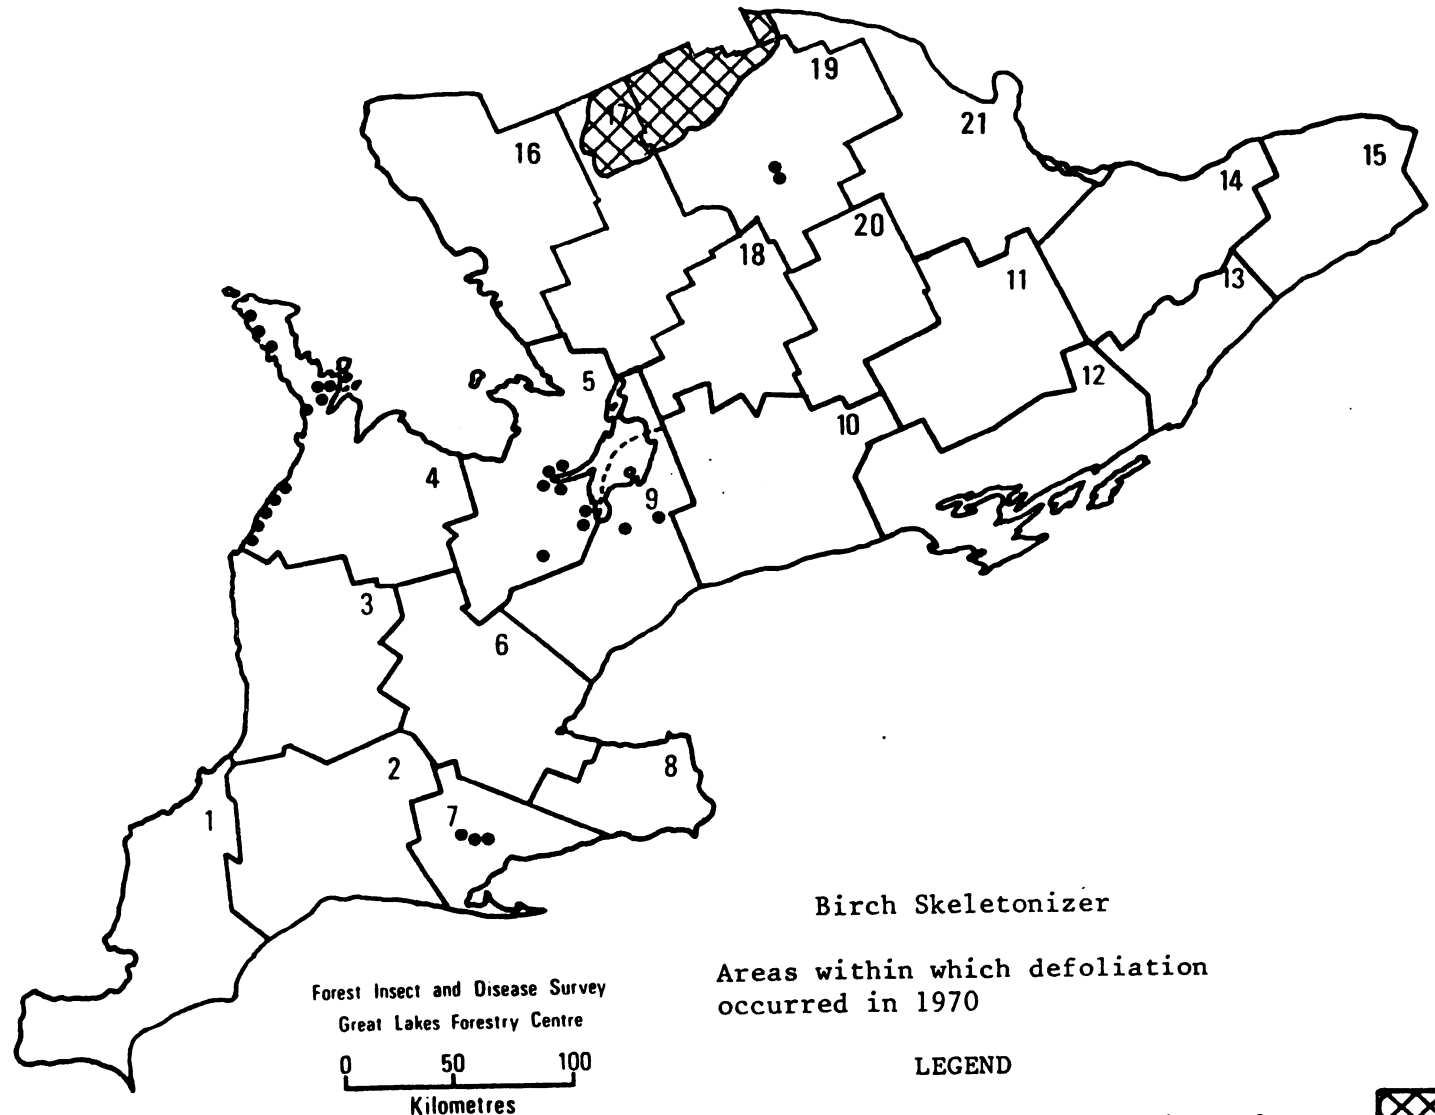 19
21
16
17
15
14
20
18
11
13
5
12
10
4
9
3
6
2
8
1
7
Birch Skeletonizer
Areas within which defoliation
occurred in 1970
Forest Insect and Disease Survey
Great Lakes Forestry Centre
0 50 100
Kilometres
LEGEND